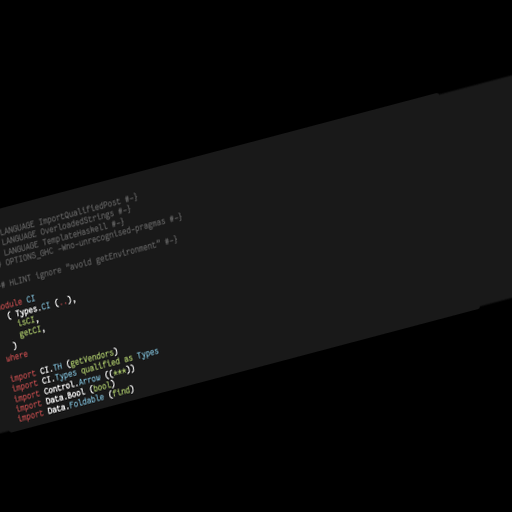 LANGUAGE ImportQualifiedPost #-}
LANGUAGE OverloadedStrings #-}
LANGUAGE TemplateHaskell #-}
OPTIONS_GHC -Wno-unrecognised-pragmas #-}
# HLINT ignore "avoid getEnvironment" #-}
module CI
( Types.CI (..),
isCI,
getCI,
)
where
import CI.TH (getVendors)
import CI.Types qualified as Types
import Control.Arrow ((***))
import Data.Bool (bool)
import Data.Foldable (find)